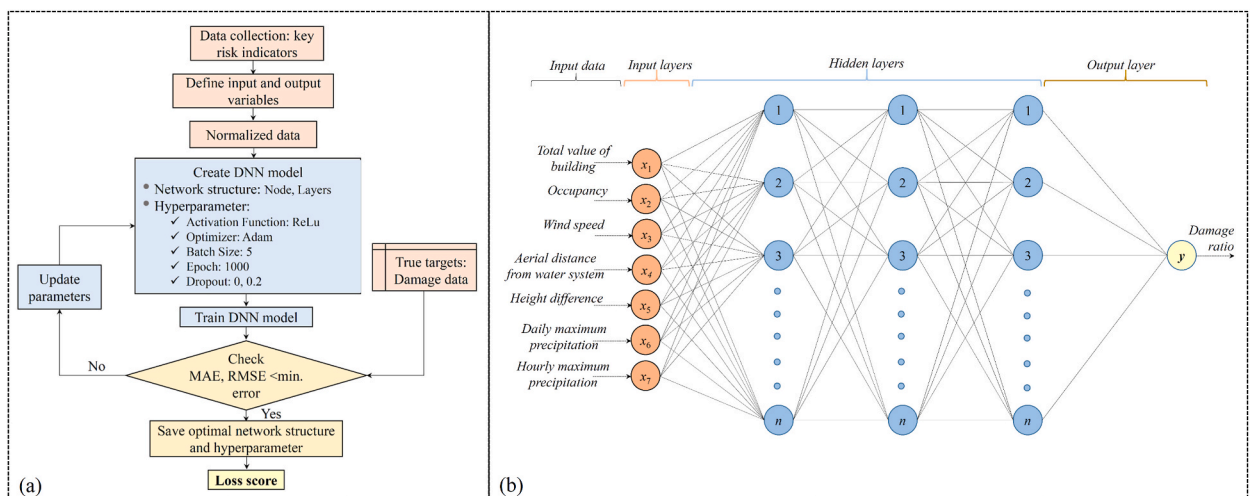 Data collection: key
risk indicators
Define input and output
variables
Normalized data
Create DNN model
Network structure: Node, Layers
Hyperparameter:
✓ Activation Function: ReLu
✓ Optimizer: Adam
✓ Batch Size: 5
✓ Epoch: 1000
✓ Dropout: 0, 0.2
True targets:
Damage data
Update
parameters
Train DNN model
No
Check
MAE, RMSE <min.
error
Yes
Save optimal network structure
and hyperparameter
Loss score
(a)
Input data
Input layers
Hidden layers
Output layer
Total value of
building
Occupancy
Wind speed
Aerial distance
from water system
Height difference
Daily maximum
precipitation
Hourly maximum
precipitation
x1
x2
x3
x4
x5
x6
x7
1
2
3
n
1
2
3
n
1
2
3
n
y
Damage
ratio
(b)